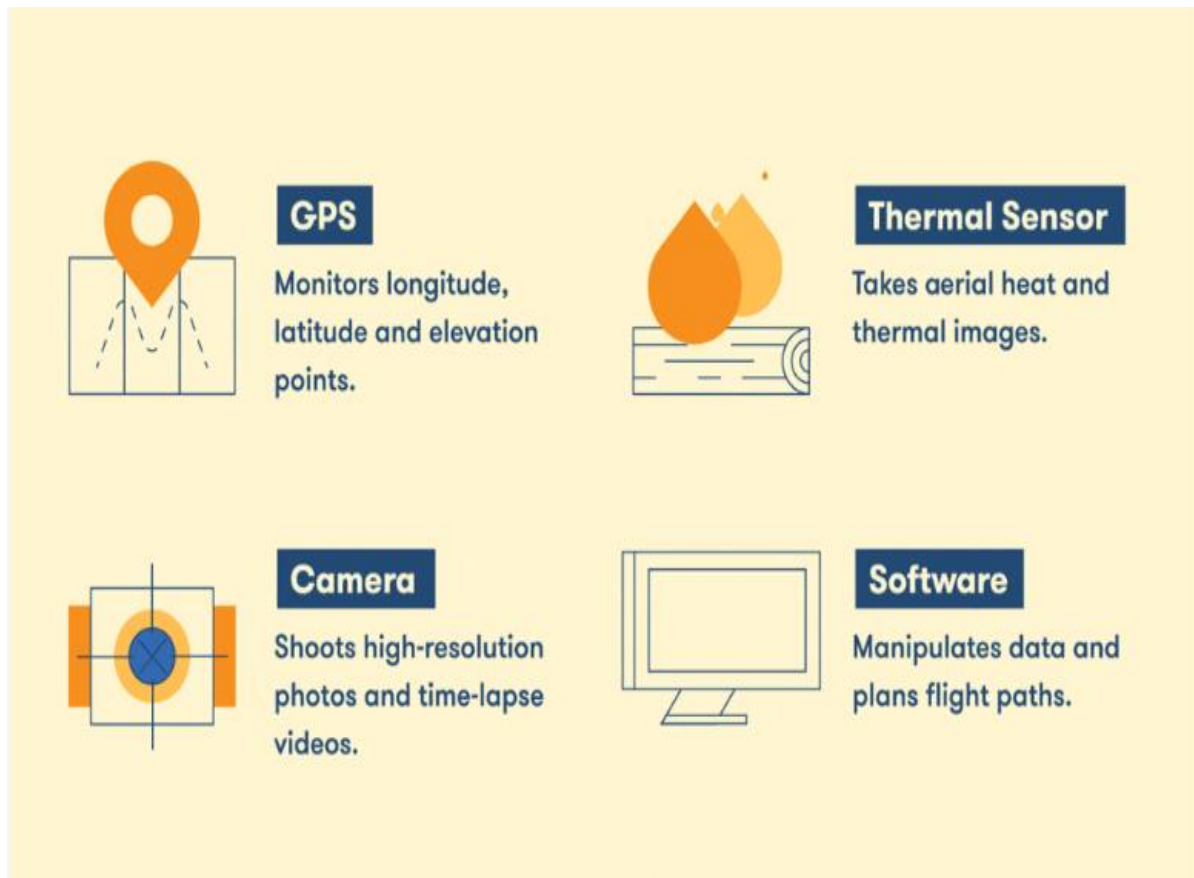 GPS
Monitors longitude,
latitude and elevation
points.
Thermal Sensor
Takes aerial heat and
thermal images.
Camera
Shoots high-resolution
photos and time-lapse
videos.
Software
Manipulates data and
plans flight paths.